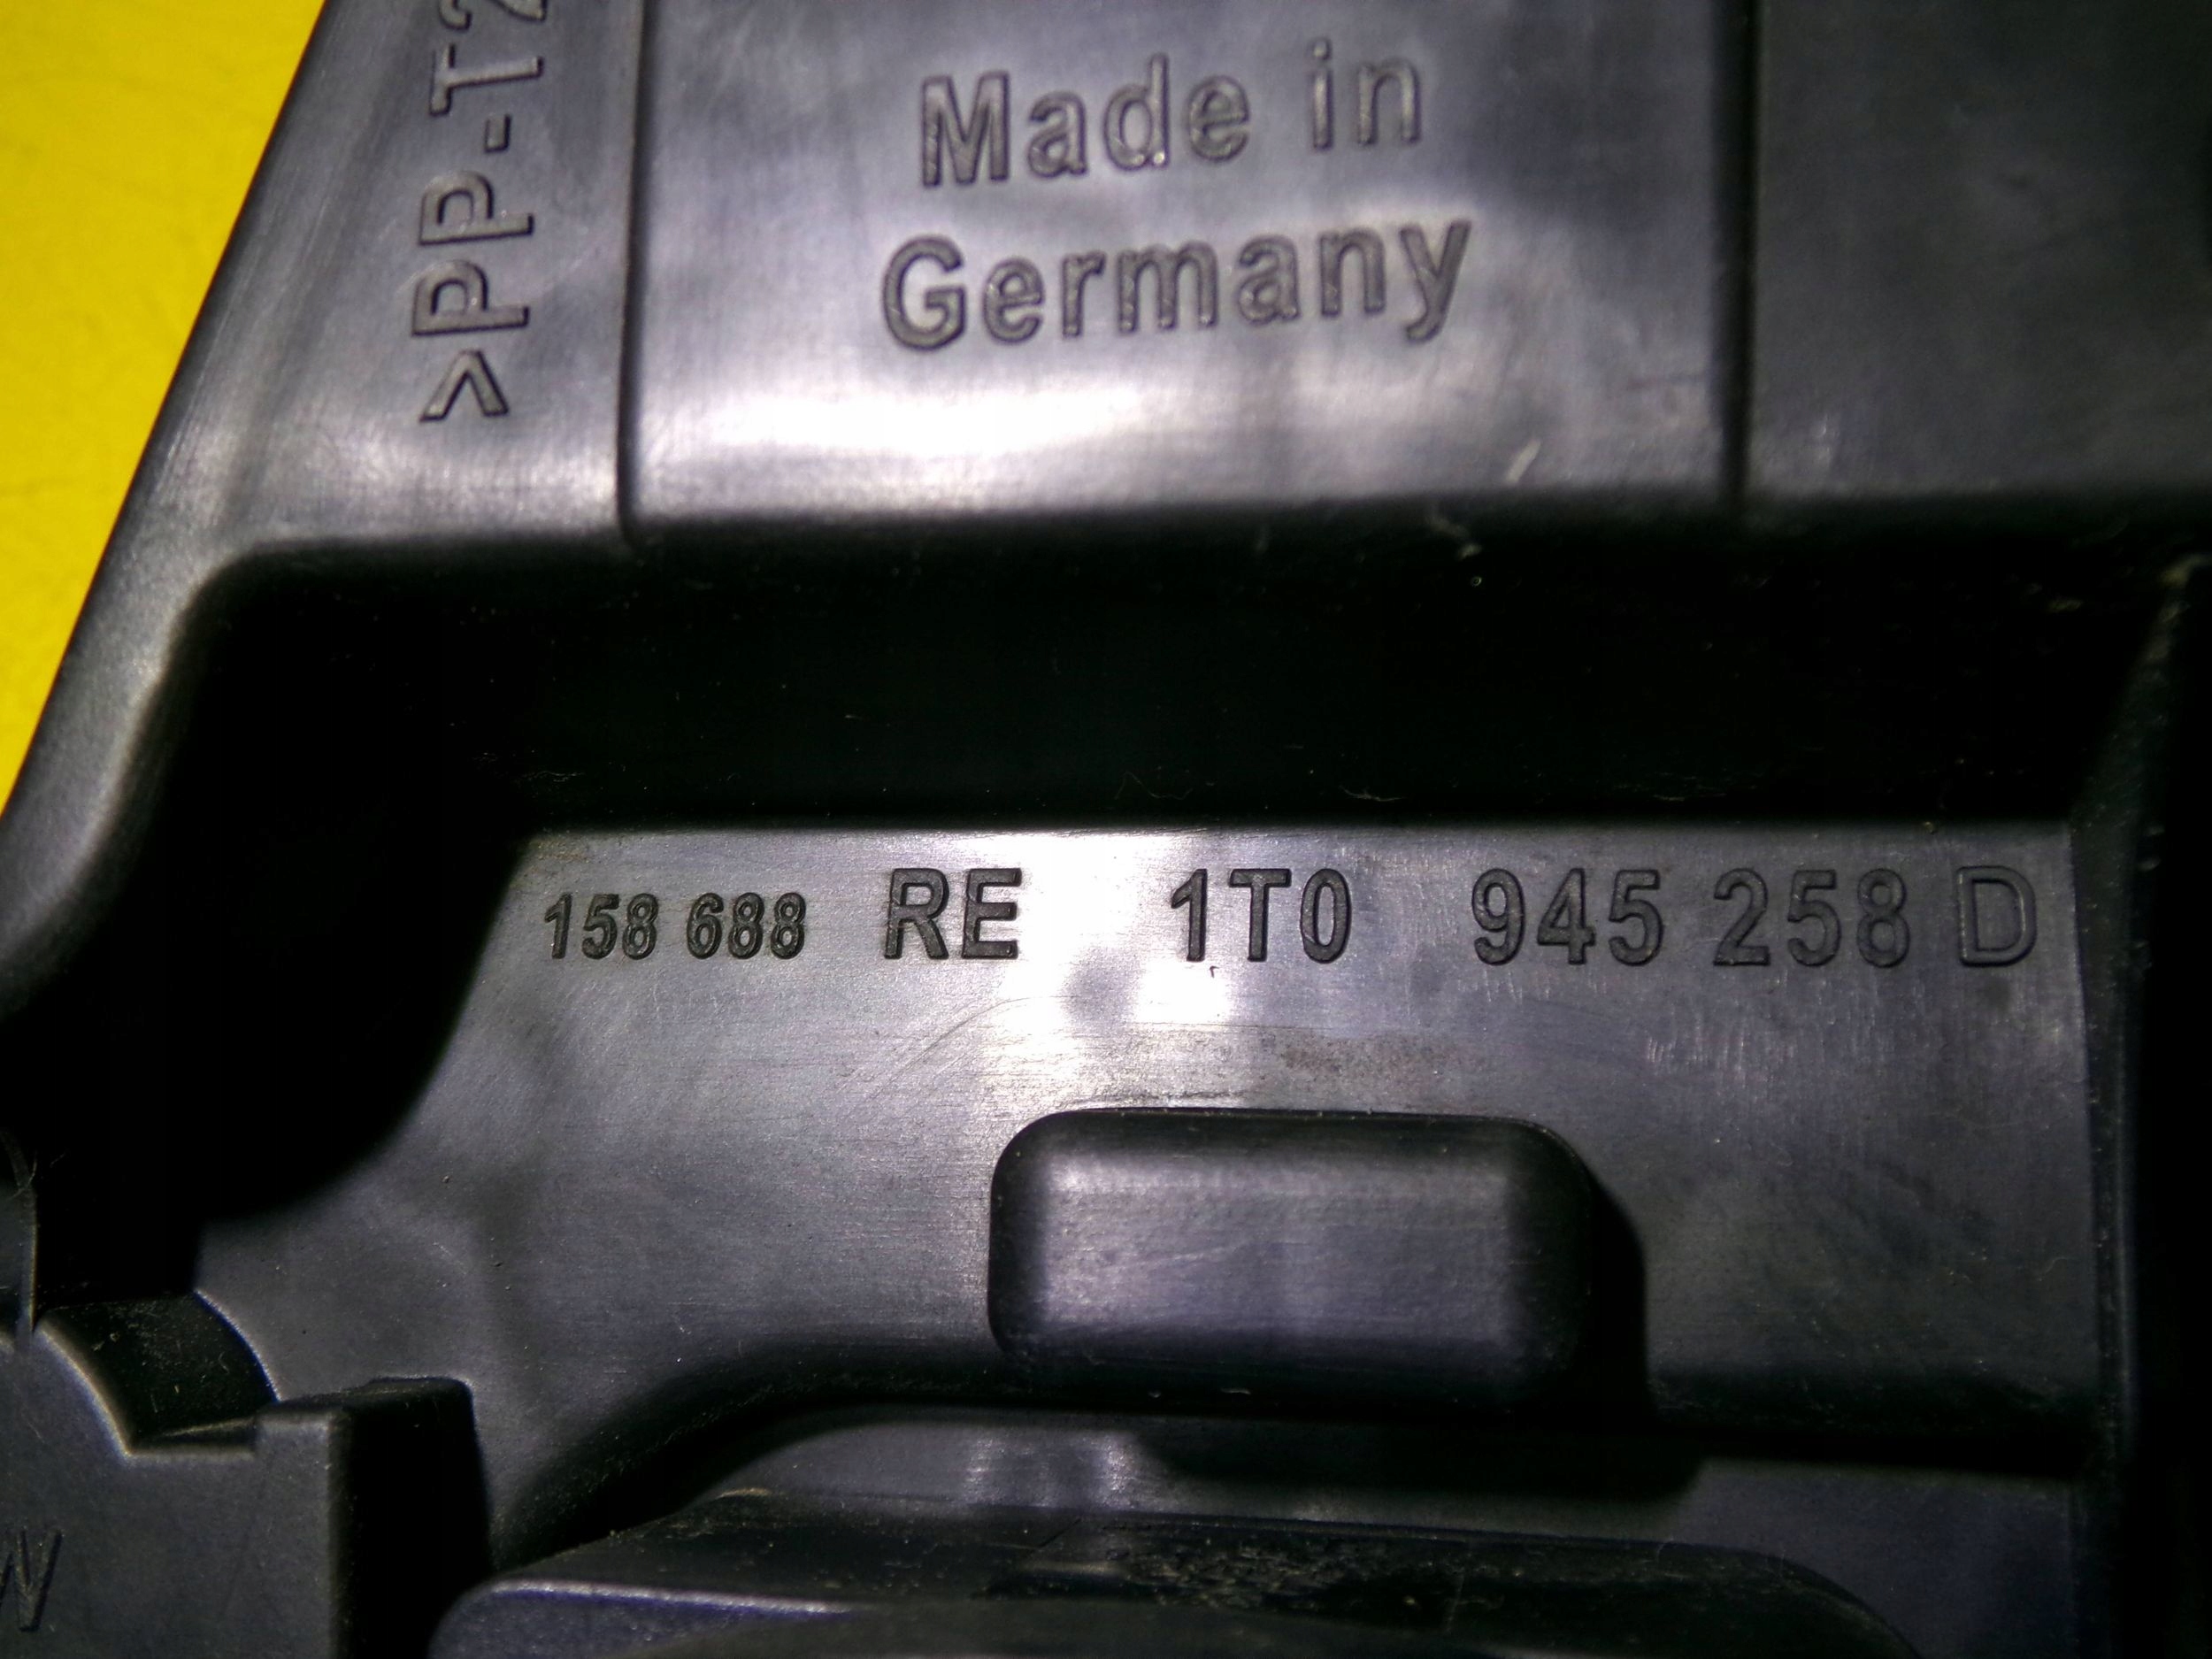 >PP-T2
Made in
Germany
158 688 RE 1T0 945 258 D
W